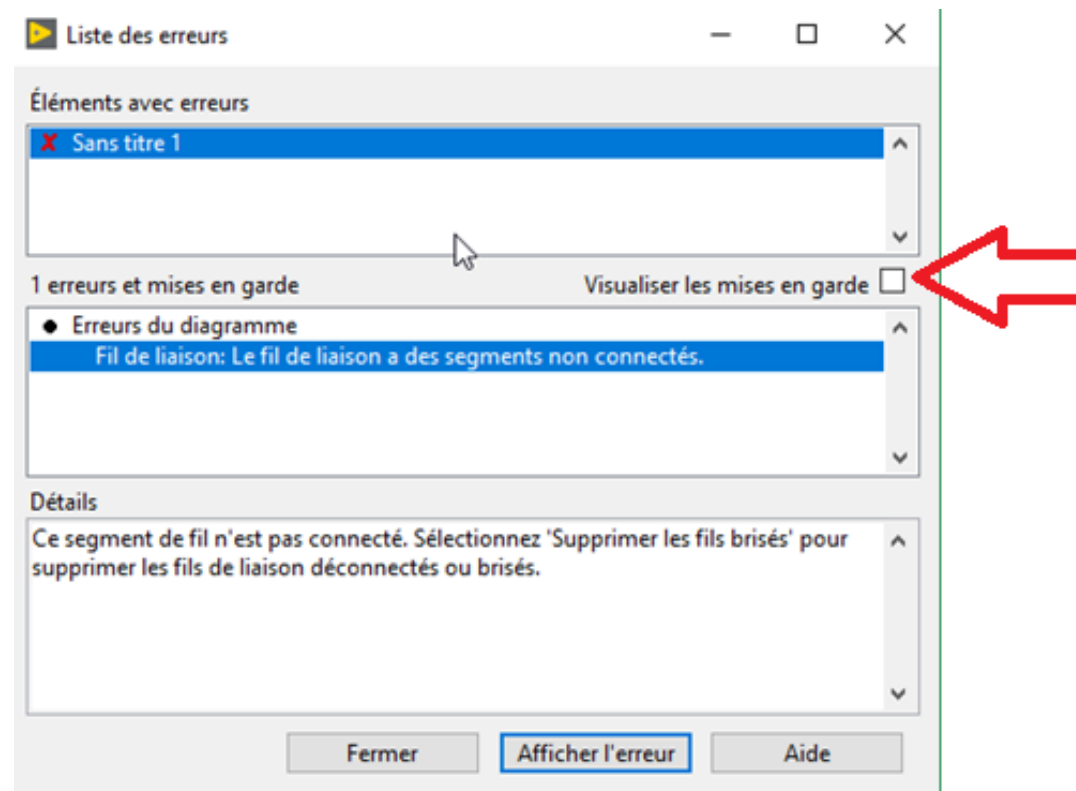 Liste des erreurs
Éléments avec erreurs
Sans titre 1
1 erreurs et mises en garde
Visualiser les mises en garde
Erreurs du diagramme
Fil de liaison: Le fil de liaison a des segments non connectés.
Détails
Ce segment de fil n'est pas connecté. Sélectionnez 'Supprimer les fils brisés' pour
supprimer les fils de liaison déconnectés ou brisés.
Fermer
Afficher l'erreur
Aide